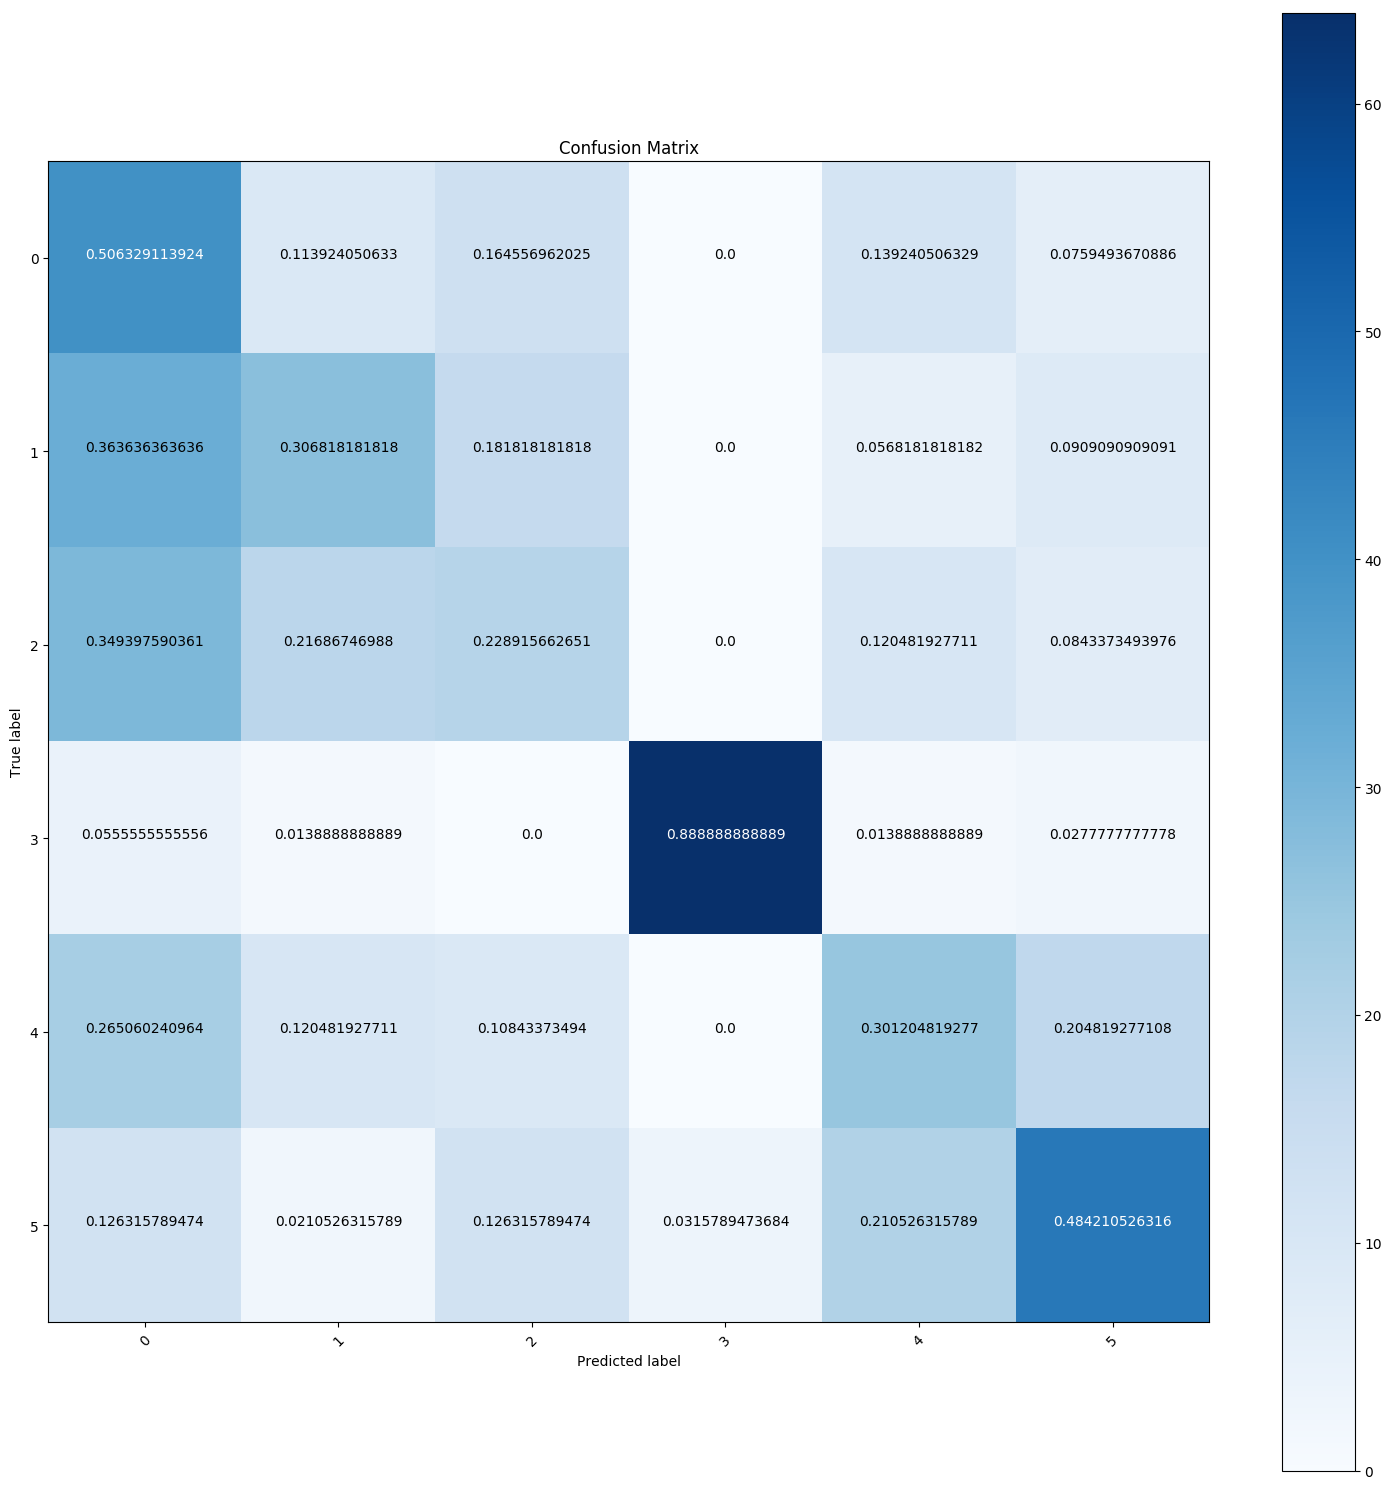 Confusion Matrix
0 0.506329113924 0.113924050633 0.164556962025 0.0 0.139240506329 0.0759493670886
1 0.363636363636 0.306818181818 0.181818181818 0.0 0.0568181818182 0.0909090909091
2 0.349397590361 0.21686746988 0.228915662651 0.0 0.120481927711 0.0843373493976
3 0.0555555555556 0.0138888888889 0.0 0.888888888889 0.0138888888889 0.0277777777778
4 0.265060240964 0.120481927711 0.10843373494 0.0 0.301204819277 0.204819277108
5 0.126315789474 0.0210526315789 0.126315789474 0.0315789473684 0.210526315789 0.484210526316
True label
0 1 2 3 4 5
Predicted label
60
50
40
30
20
10
0